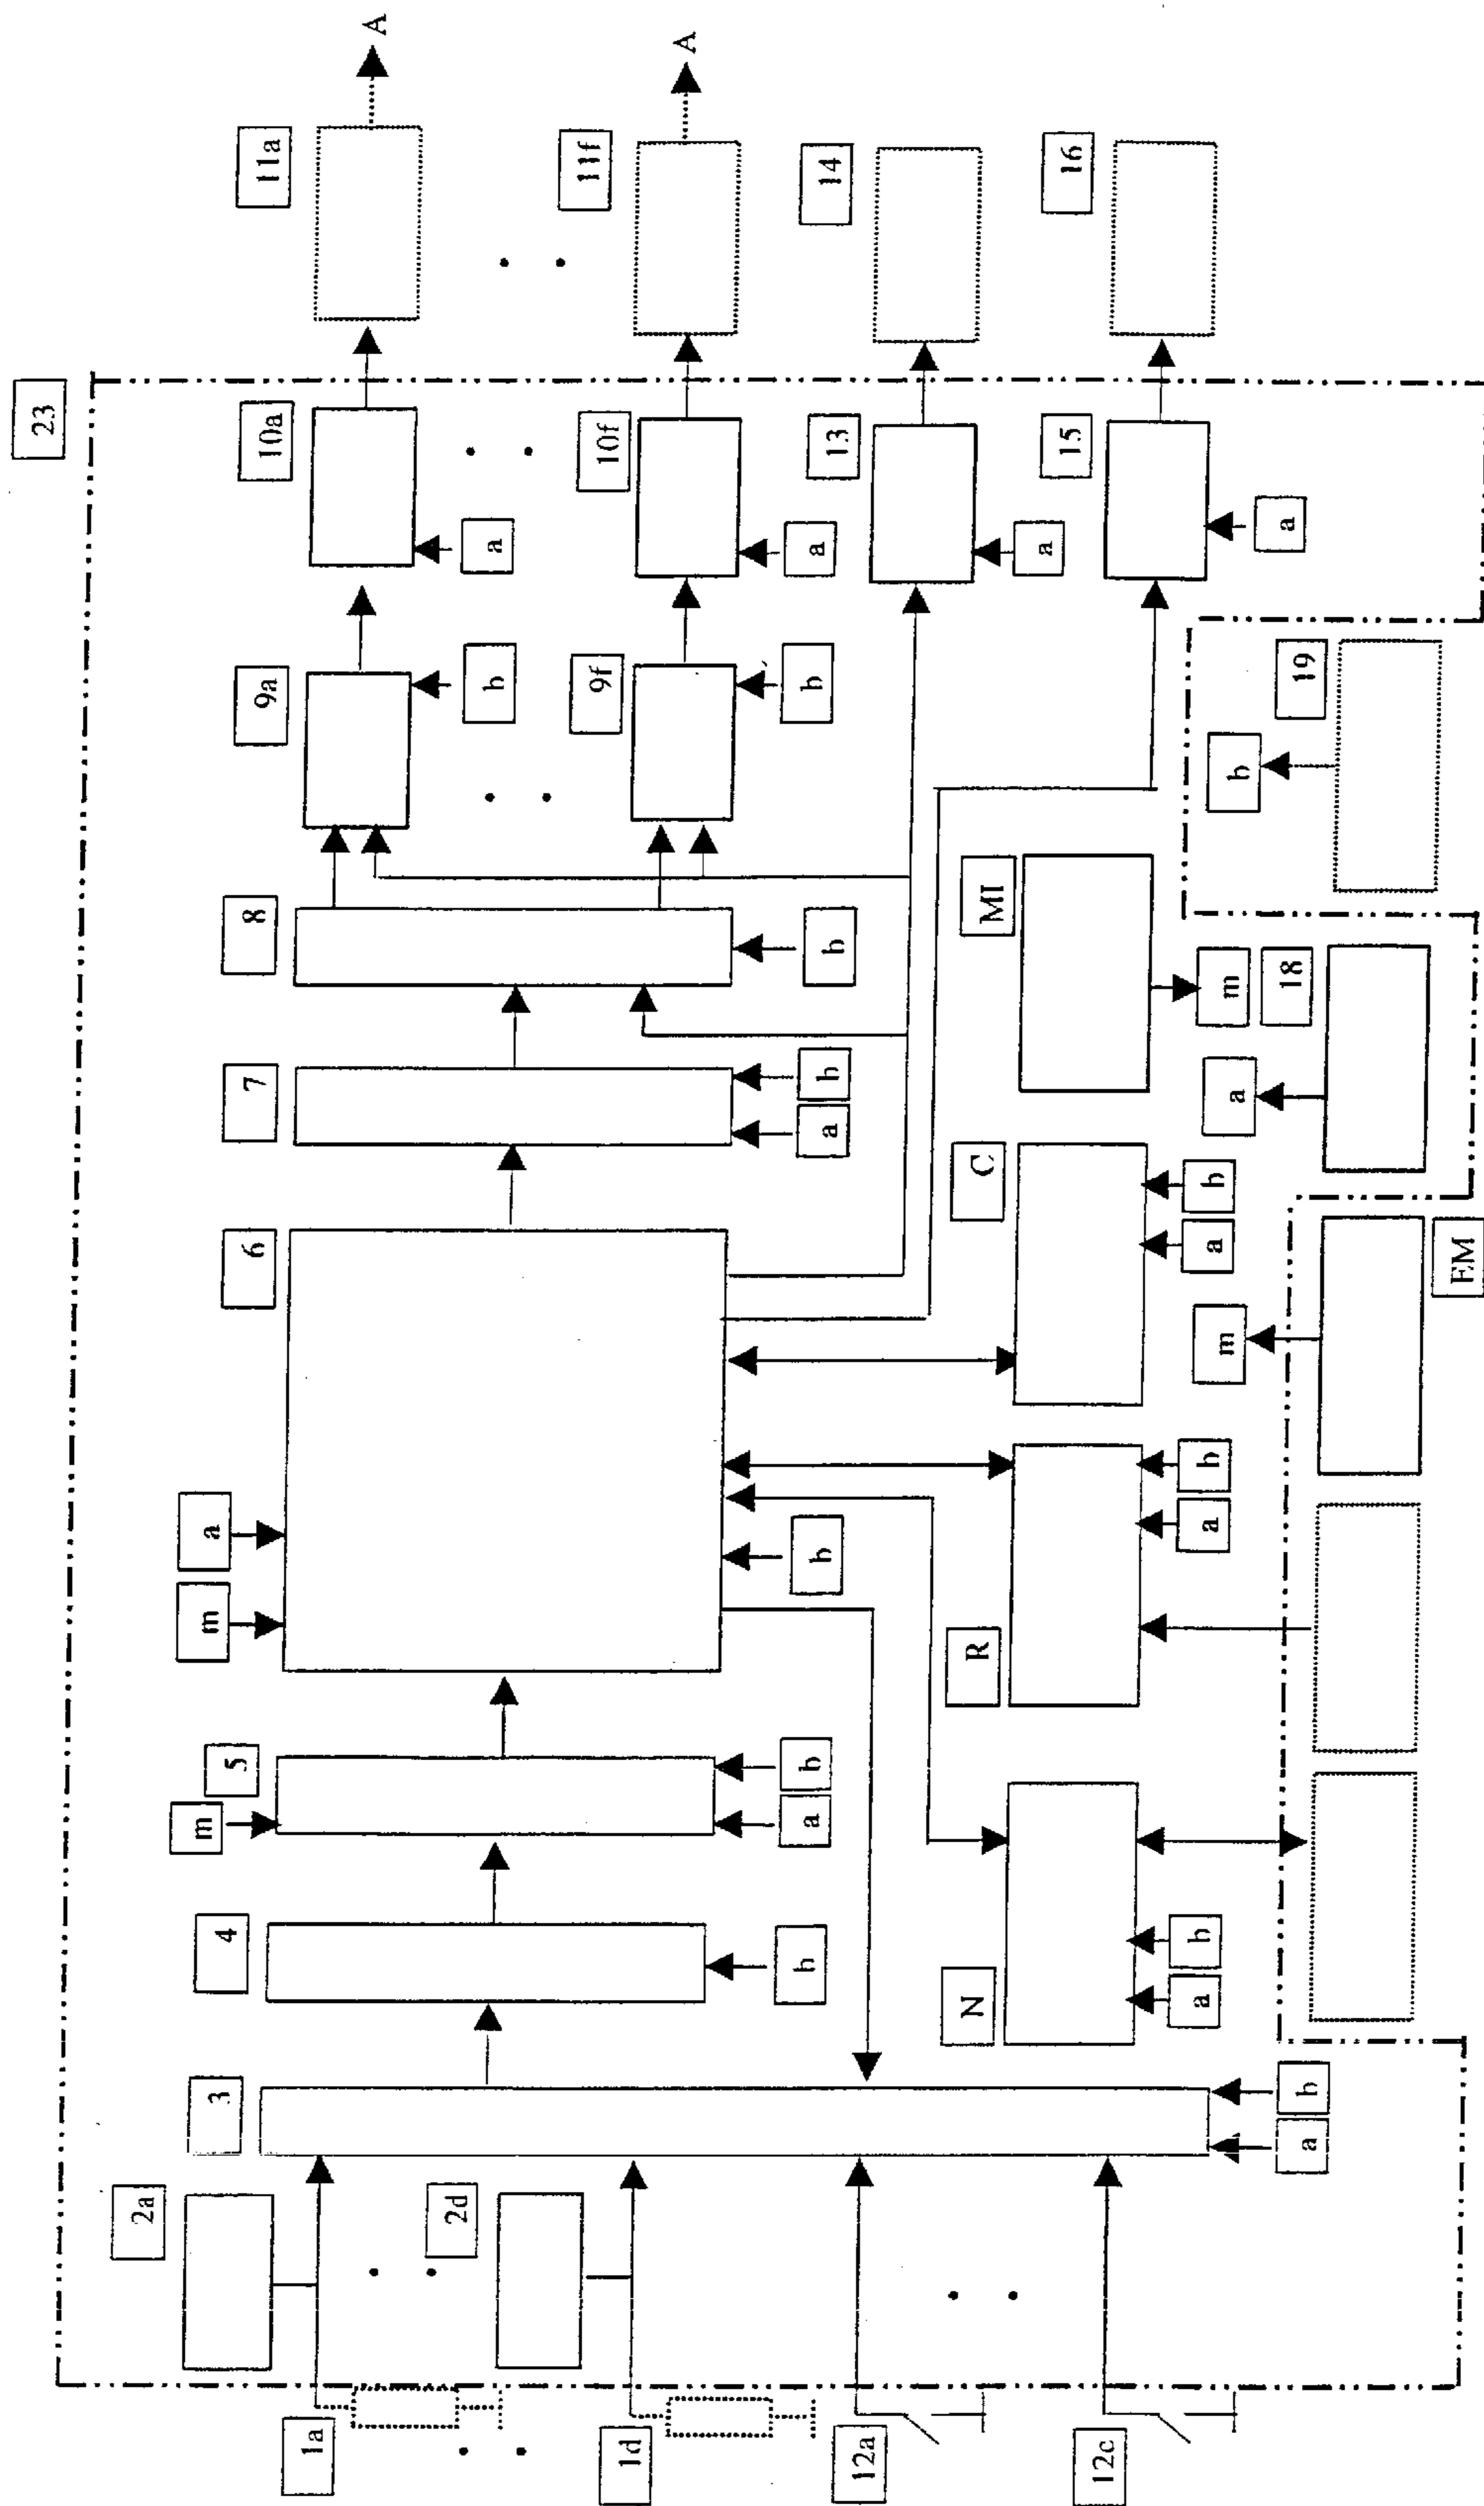 23
2a
3 4 m 5 m a 6 7 8 9a 10a 11a
1a A
2d b a
1d 9f 10f 11f A
b a b b a b b b a 13 14
12a
N R C MI a 15 16
12c
a b a b m a b a m b a
a b 18 19
EM